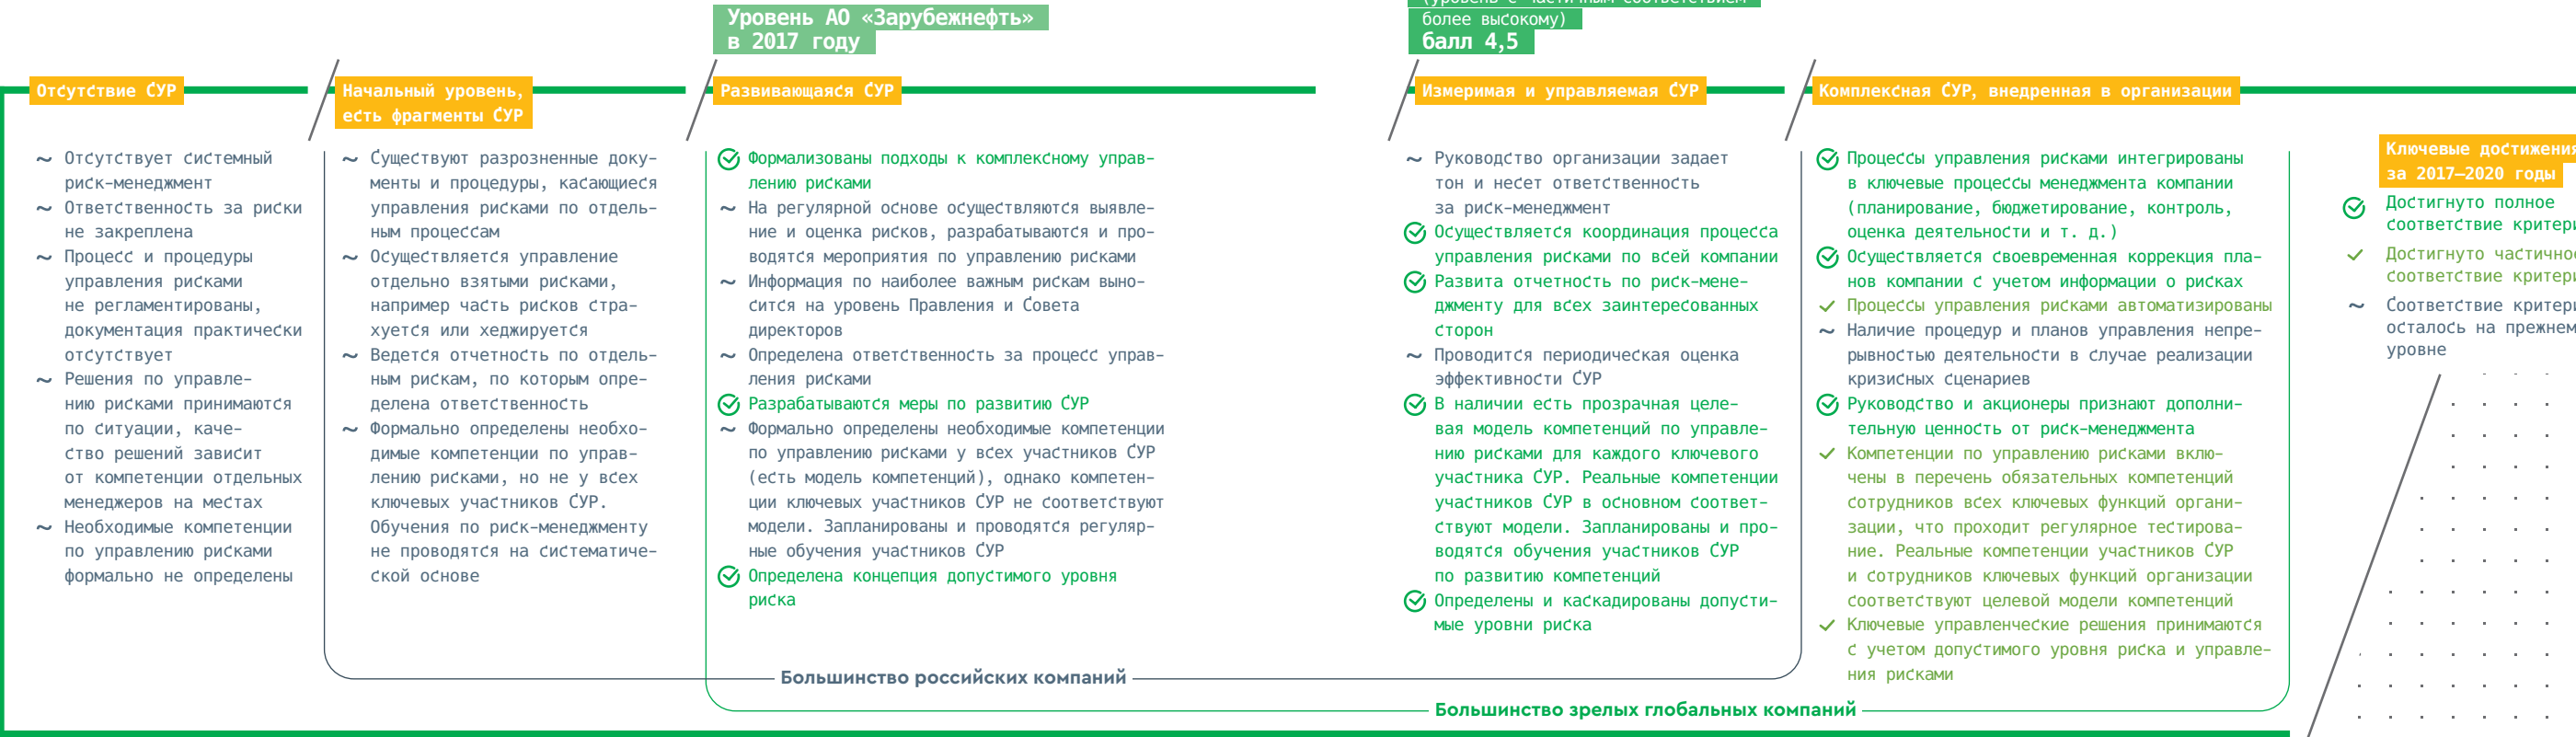 Уровень АО «Зарубежнефть»
в 2017 году
более высокому)
балл 4,5
Отсутствие СУР
Начальный уровень,
есть фрагменты СУР
Развивающаяся СУР
Измеримая и управляемая СУР
Комплексная СУР, внедренная в организации
~ Отсутствует системный
риск-менеджмент
~ Ответственность за риски
не закреплена
~ Процесс и процедуры
управления рисками
не регламентированы,
документация практически
отсутствует
~ Решения по управле-
нию рисками принимаются
по ситуации, каче-
ство решений зависит
от компетенции отдельных
менеджеров на местах
~ Необходимые компетенции
по управлению рисками
формально не определены
~ Существуют разрозненные доку-
менты и процедуры, касающиеся
управления рисками по отдель-
ным процессам
~ Осуществляется управление
отдельно взятыми рисками,
например часть рисков стра-
хуется или хеджируется
~ Ведется отчетность по отдель-
ным рискам, по которым опре-
делена ответственность
~ Формально определены необхо-
димые компетенции по управ-
лению рисками, но не у всех
ключевых участников СУР.
Обучения по риск-менеджменту
не проводятся на систематиче-
ской основе
Формализованы подходы к комплексному управ-
лению рисками
~ На регулярной основе осуществляются выявле-
ние и оценка рисков, разрабатываются и про-
водятся мероприятия по управлению рисками
~ Информация по наиболее важным рискам выно-
сится на уровень Правления и Совета
директоров
~ Определена ответственность за процесс управ-
ления рисками
Разрабатываются меры по развитию СУР
~ Формально определены необходимые компетенции
по управлению рисками у всех участников СУР
(есть модель компетенций), однако компетен-
ции ключевых участников СУР не соответствуют
модели. Запланированы и проводятся регуляр-
ные обучения участников СУР
Определена концепция допустимого уровня
риска
~ Руководство организации задает
тон и несет ответственность
за риск-менеджмент
Осуществляется координация процесса
управления рисками по всей компании
Развита отчетность по риск-мене-
джменту для всех заинтересованных
сторон
~ Проводится периодическая оценка
эффективности СУР
В наличии есть прозрачная целе-
вая модель компетенций по управле-
нию рисками для каждого ключевого
участника СУР. Реальные компетенции
участников СУР в основном соответ-
ствуют модели. Запланированы и про-
водятся обучения участников СУР
по развитию компетенций
Определены и каскадированы допусти-
мые уровни риска
Процессы управления рисками интегрированы
в ключевые процессы менеджмента компании
(планирование, бюджетирование, контроль,
оценка деятельности и т. д.)
Осуществляется своевременная коррекция пла-
нов компании с учетом информации о рисках
Процессы управления рисками автоматизированы
~ Наличие процедур и планов управления непре-
рывностью деятельности в случае реализации
кризисных сценариев
Руководство и акционеры признают дополни-
тельную ценность от риск-менеджмента
Компетенции по управлению рисками вклю-
чены в перечень обязательных компетенций
сотрудников всех ключевых функций органи-
зации, что проходит регулярное тестирова-
ние. Реальные компетенции участников СУР
и сотрудников ключевых функций организации
соответствуют целевой модели компетенций
Ключевые управленческие решения принимаются
с учетом допустимого уровня риска и управле-
ния рисками
Ключевые достижения
за 2017–2020 годы
Достигнуто полное
соответствие
Достигнуто
соответствие
~ Соответствие
осталось на прежнем
уровне
Большинство российских компаний
Большинство зрелых глобальных компаний